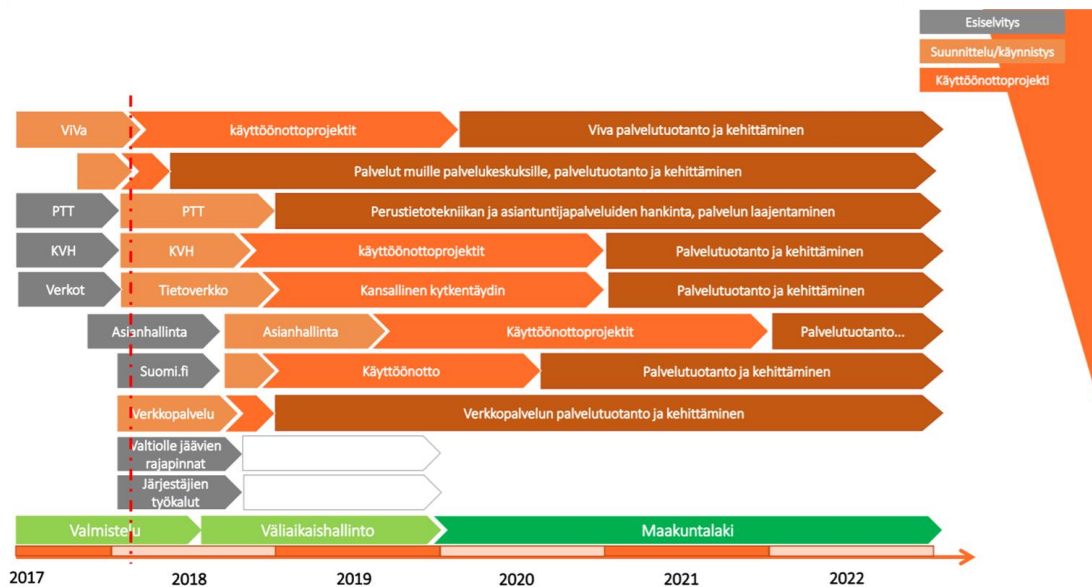 Esiselvitys
Suunnittelu/käynnistys
Käyttöönottoprojekti
ViVa
käyttöönottoprojektit
Viva palvelutuotanto ja kehittäminen
Palvelut muille palvelukeskuksille, palvelutuotanto ja kehittäminen
PTT
PTT
Perustietotekniikan ja asiantuntijapalveluiden hankinta, palvelun laajentaminen
KVH
KVH
käyttöönottoprojektit
Palvelutuotanto ja kehittäminen
Verkot
Tietoverkko
Kansallinen kytkentäydin
Palvelutuotanto ja kehittäminen
Asianhallinta
Asianhallinta
Käyttöönottoprojektit
Palvelutuotanto...
Suomi.fi
Käyttöönotto
Palvelutuotanto ja kehittäminen
Verkkopalvelu
Verkkopalvelun palvelutuotanto ja kehittäminen
Valtiolle jäävien
rajapinnat
Järjestäjien
työkalut
Valmistelu
Väliaikaishallinto
Maakuntalaki
2017
2018
2019
2020
2021
2022